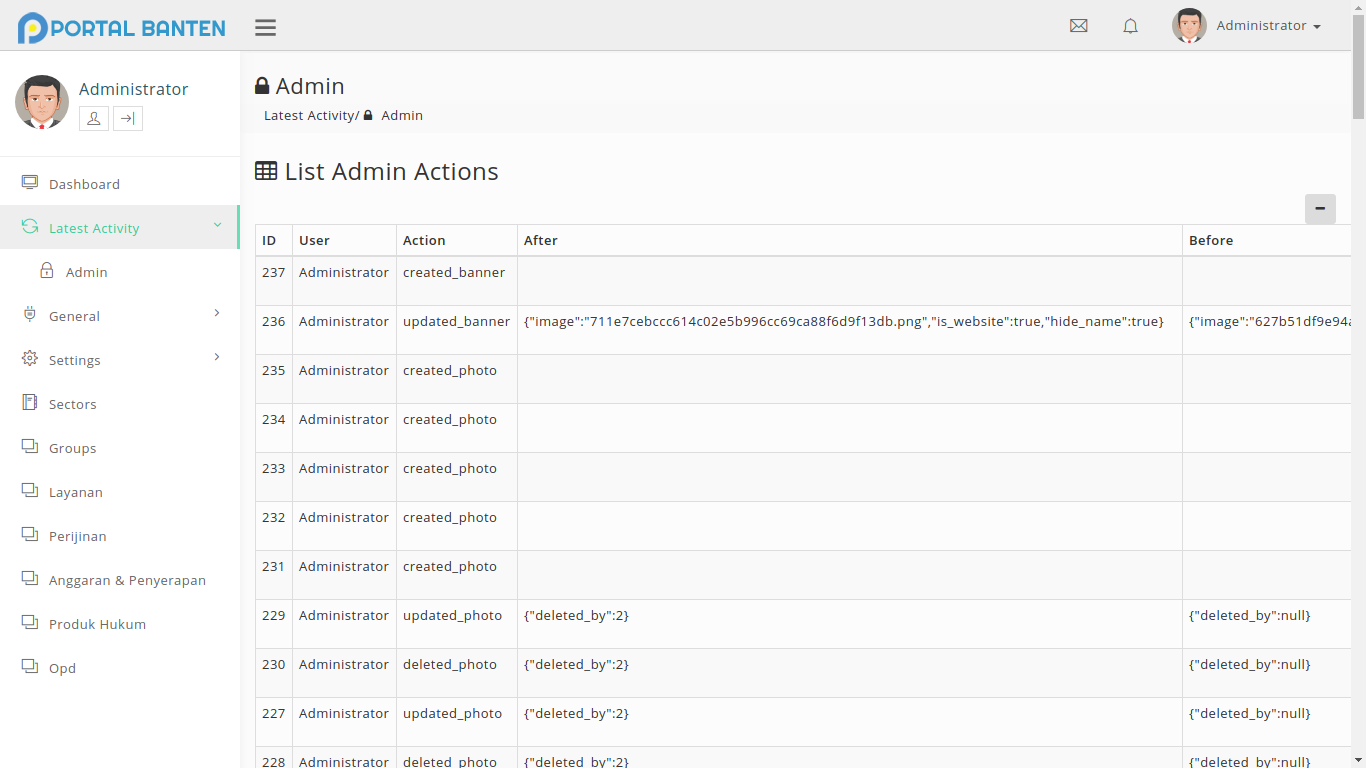 PORTAL BANTEN
Administrator
Administrator
Dashboard
Latest Activity
Admin
General
Settings
Sectors
Groups
Layanan
Perijinan
Anggaran & Penyerapan
Produk Hukum
Opd
Admin
Latest Activity/ Admin
List Admin Actions
ID User Action After Before
237 Administrator created_banner
236 Administrator updated_banner {"image":"711e7cebccc614c02e5b996cc69ca88f6d9f13db.png","is_website":true,"hide_name":true} {"image":"627b51df9e94a
235 Administrator created_photo
234 Administrator created_photo
233 Administrator created_photo
232 Administrator created_photo
231 Administrator created_photo
229 Administrator updated_photo {"deleted_by":2} {"deleted_by":null}
230 Administrator deleted_photo {"deleted_by":2} {"deleted_by":null}
227 Administrator updated_photo {"deleted_by":2} {"deleted_by":null}
228 Administrator deleted_photo {"deleted_by":2} {"deleted_by":null}